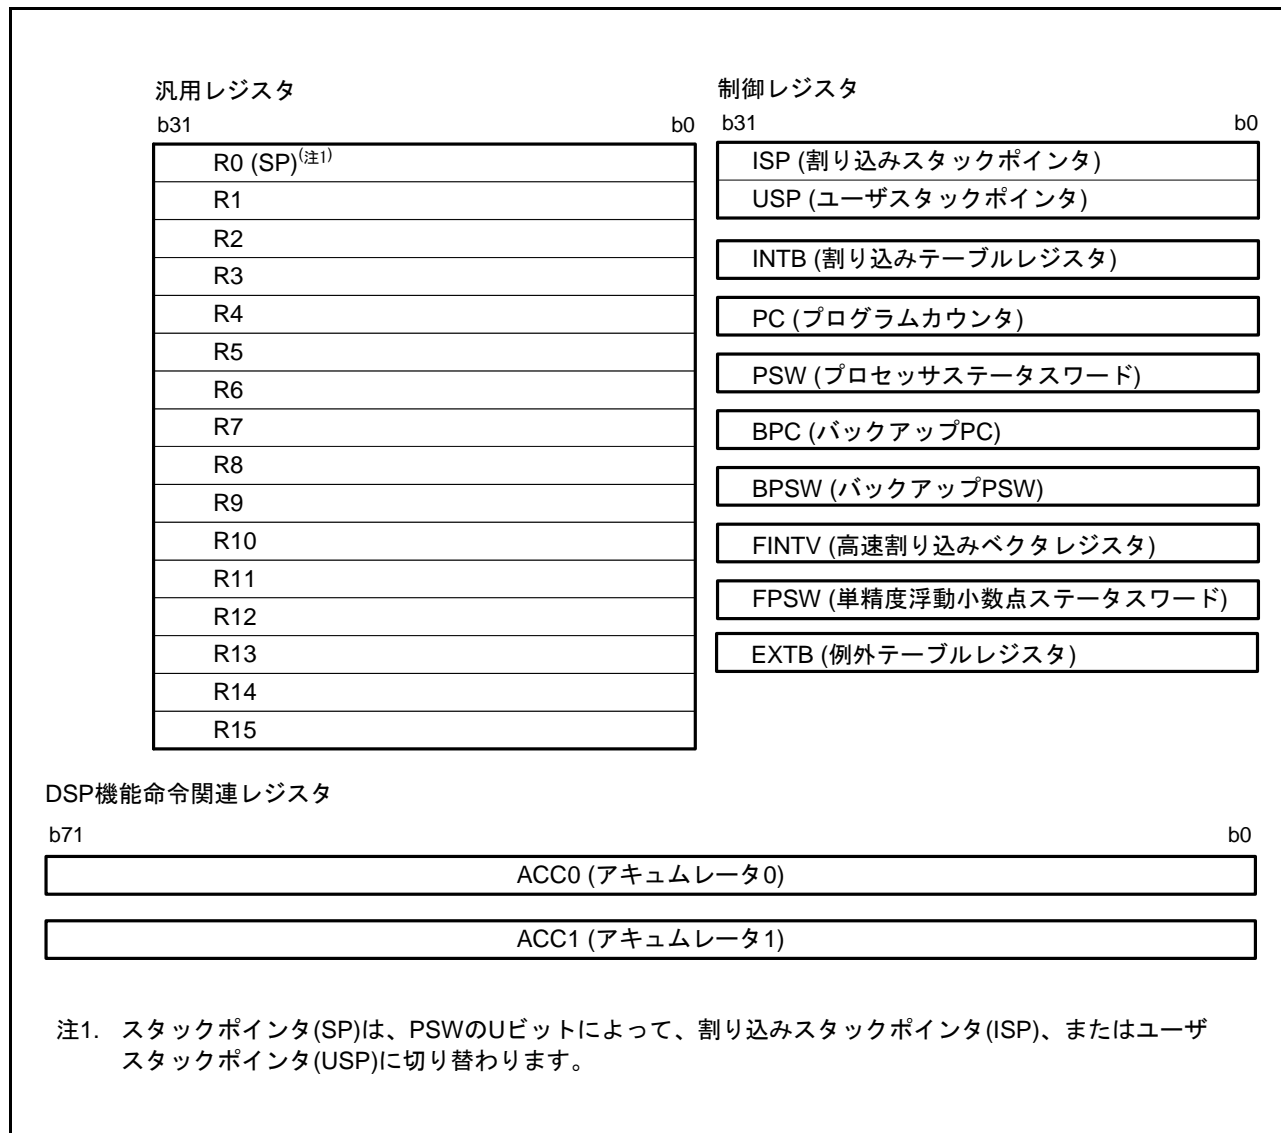 汎用レジスタ
b31 b0
R0 (SP)(注1)
R1
R2
R3
R4
R5
R6
R7
R8
R9
R10
R11
R12
R13
R14
R15
制御レジスタ
b31 b0
ISP (割り込みスタックポインタ)
USP (ユーザスタックポインタ)
INTB (割り込みテーブルレジスタ)
PC (プログラムカウンタ)
PSW (プロセッサステータスワード)
BPC (バックアップPC)
BPSW (バックアップPSW)
FINTV (高速割り込みベクタレジスタ)
FPSW (単精度浮動小数点ステータスワード)
EXTB (例外テーブルレジスタ)
DSP機能命令関連レジスタ
b71 b0
ACC0 (アキュムレータ0)
ACC1 (アキュムレータ1)
注1. スタックポインタ(SP)は、PSWのUビットによって、割り込みスタックポインタ(ISP)、またはユーザ
スタックポインタ(USP)に切り替わります。